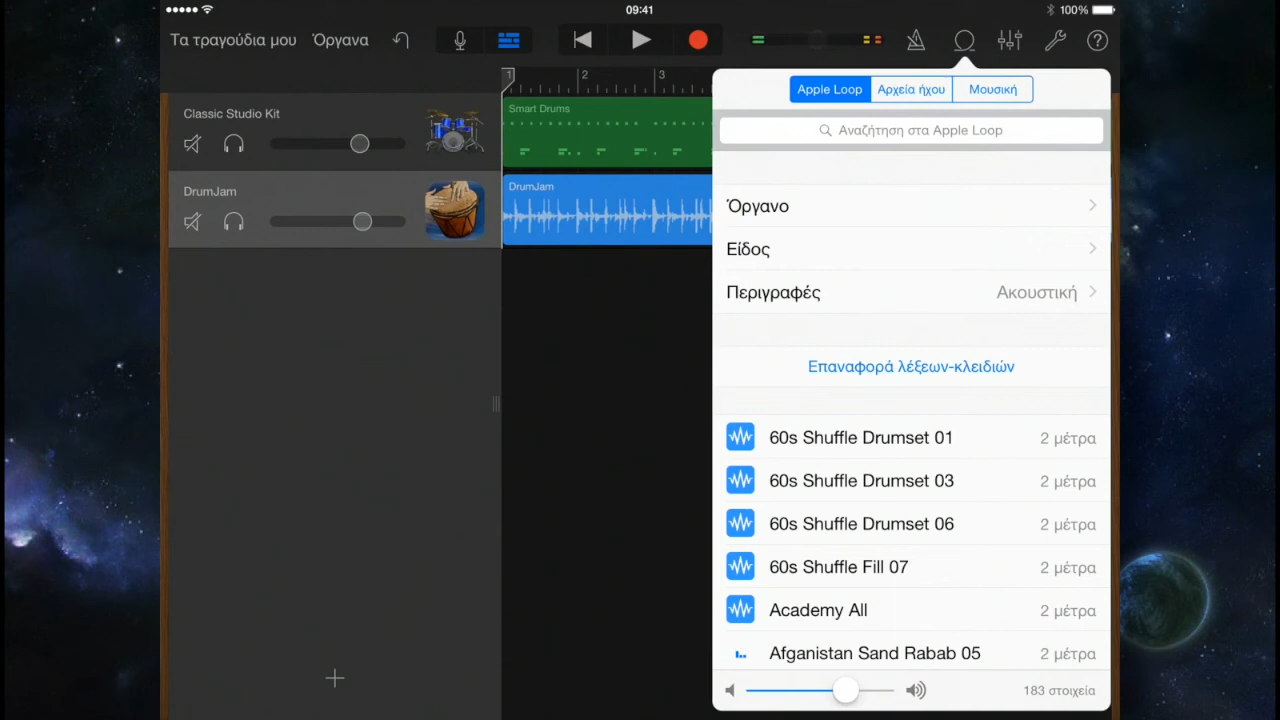 09:41
100%
Τα τραγούδια μου Όργανα
1 2 3
Classic Studio Kit
Smart Drums
DrumJam
DrumJam
Apple Loop Αρχεία ήχου Μουσική
Αναζήτηση στα Apple Loop
Όργανο
Είδος
Περιγραφές Ακουστική
Επαναφορά λέξεων-κλειδιών
60s Shuffle Drumset 01 2 μέτρα
60s Shuffle Drumset 03 2 μέτρα
60s Shuffle Drumset 06 2 μέτρα
60s Shuffle Fill 07 2 μέτρα
Academy All 2 μέτρα
Afganistan Sand Rabab 05 2 μέτρα
183 στοιχεία